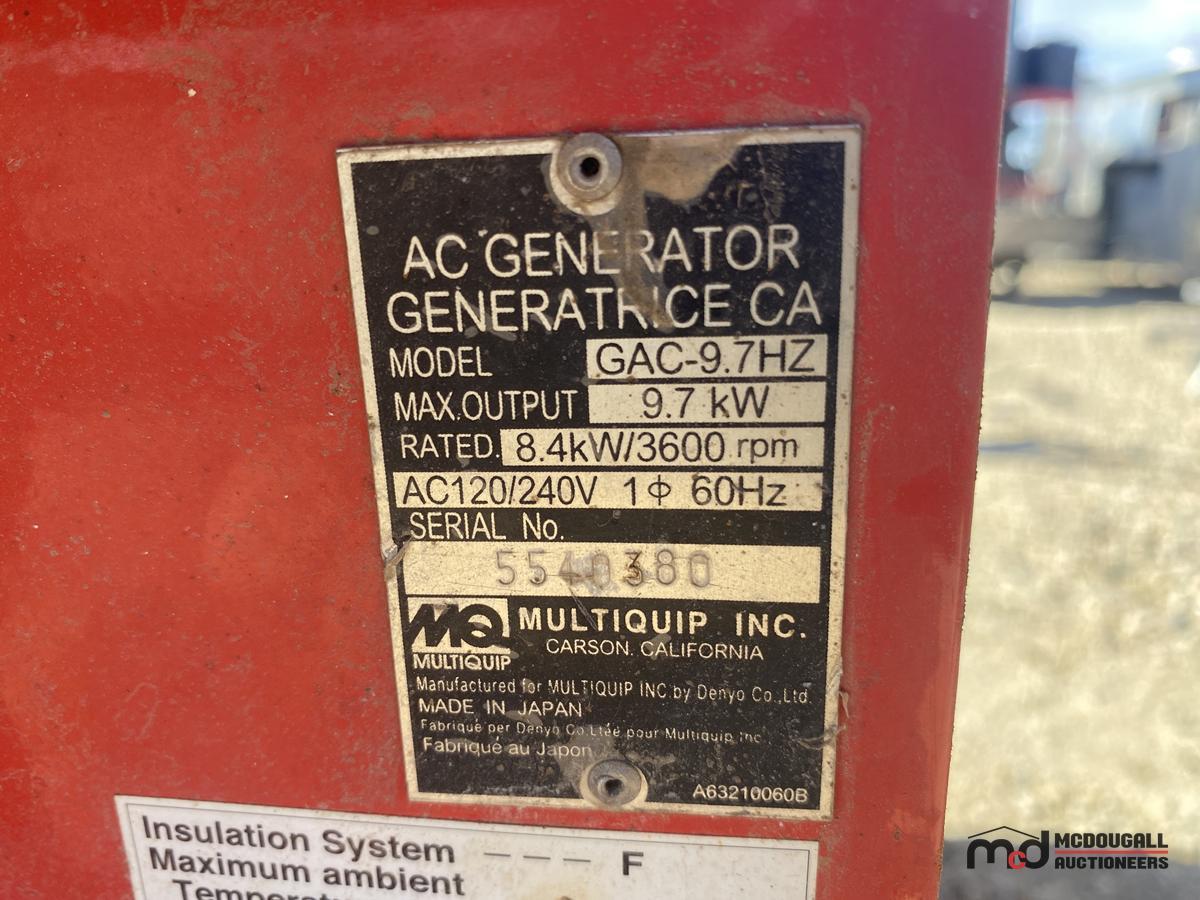 AC GENERATOR
GENERATRICE CA
MODEL GAC-9.7HZ
MAX.OUTPUT 9.7 kW
RATED. 8.4kW/3600 rpm
AC120/240V 1Φ 60Hz
SERIAL No.
5540380
MQ MULTIQUIP INC.
MULTIQUIP CARSON, CALIFORNIA
Manufactured for MULTIQUIP INC by Denyo Co.,Ltd.
MADE IN JAPAN
Fabriqué per Denyo Co.Ltée pour Multiquip Inc
Fabriqué au Japon
A63210060B
Insulation System --- F
Maximum ambient
mcd MCDOUGALL
AUCTIONEERS